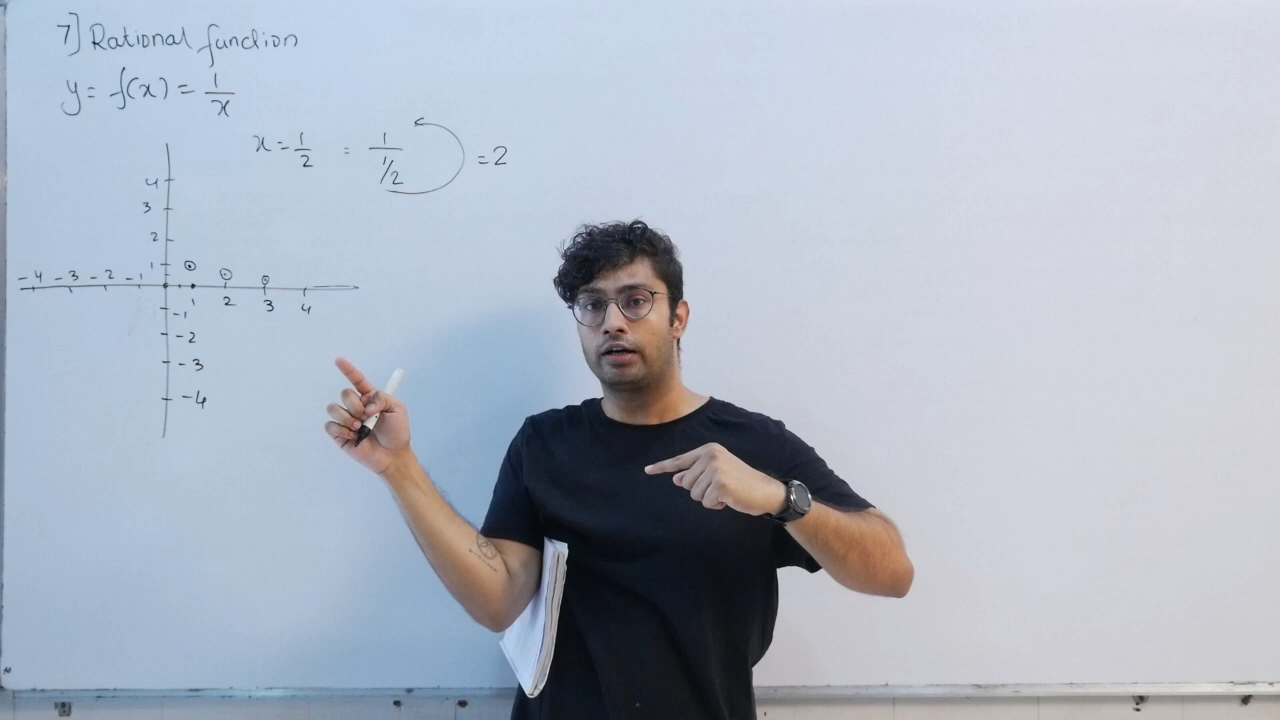 7] Rational function
y = f(x) = 1/x
x = 1/2 = 1/1/2 = 2
4
3
2
1
-4 -3 -2 -1
1 2 3 4
-1
-2
-3
-4